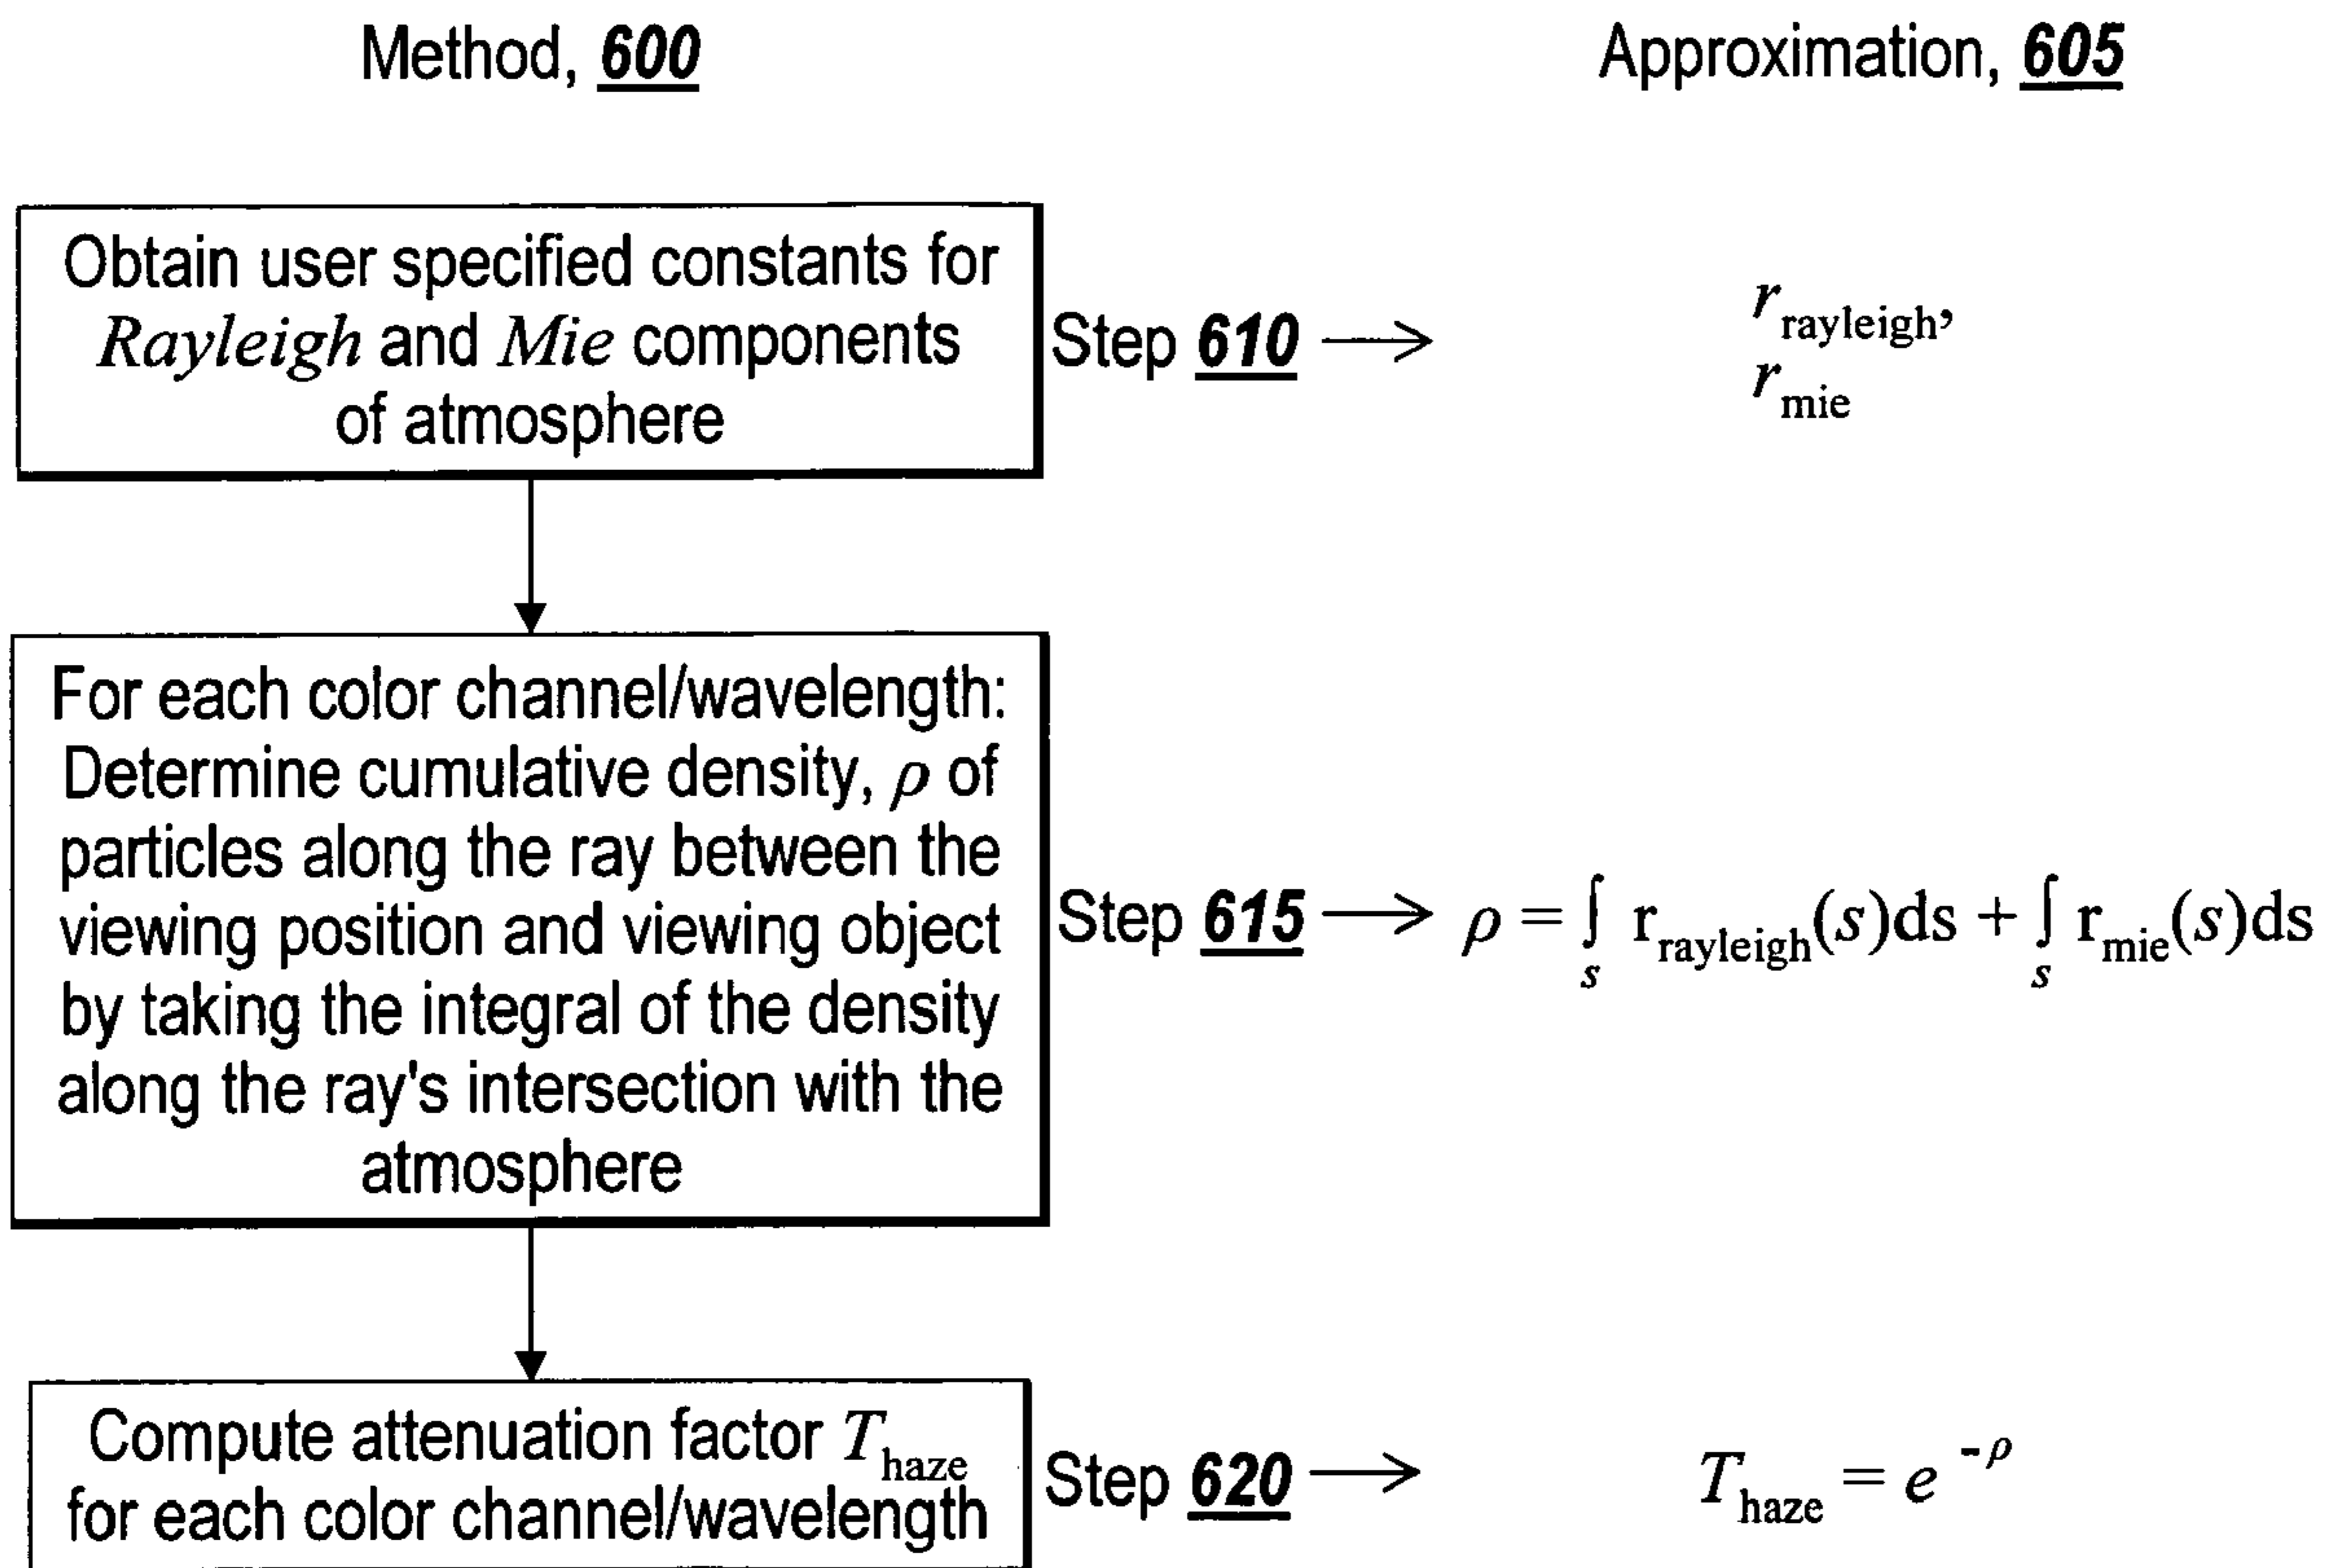 Method, 600
Approximation, 605
Obtain user specified constants for
Rayleigh and Mie components
of atmosphere
Step 610 →
r_rayleigh,
r_mie
For each color channel/wavelength:
Determine cumulative density, ρ of
particles along the ray between the
viewing position and viewing object
by taking the integral of the density
along the ray's intersection with the
atmosphere
Step 615 → ρ = ∫_s r_rayleigh(s)ds + ∫_s r_mie(s)ds
Compute attenuation factor T_haze
for each color channel/wavelength
Step 620 →
T_haze = e^-ρ